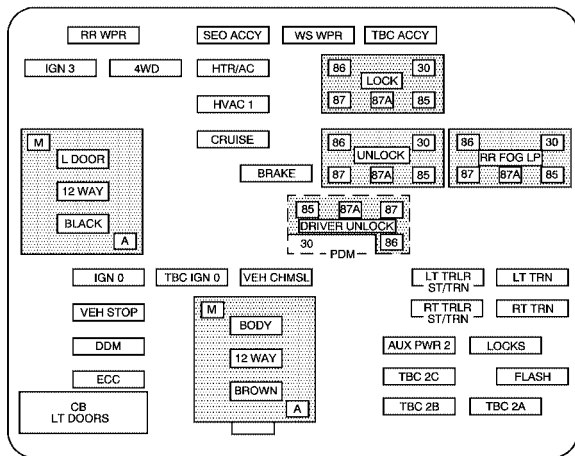 RR WPR
SEO ACCY
WS WPR
TBC ACCY
IGN 3
4WD
HTR/AC
86
30
LOCK
87
87A
85
HVAC 1
CRUISE
M
L DOOR
12 WAY
BLACK
A
BRAKE
86
30
UNLOCK
87
87A
85
86
30
RR FOG LP
87
87A
85
85
87A
87
DRIVER UNLOCK
30
86
PDM
IGN 0
TBC IGN 0
VEH CHMSL
LT TRLR
ST/TRN
LT TRN
VEH STOP
RT TRLR
ST/TRN
RT TRN
M
BODY
12 WAY
BROWN
A
DDM
AUX PWR 2
LOCKS
ECC
TBC 2C
FLASH
CB
LT DOORS
TBC 2B
TBC 2A